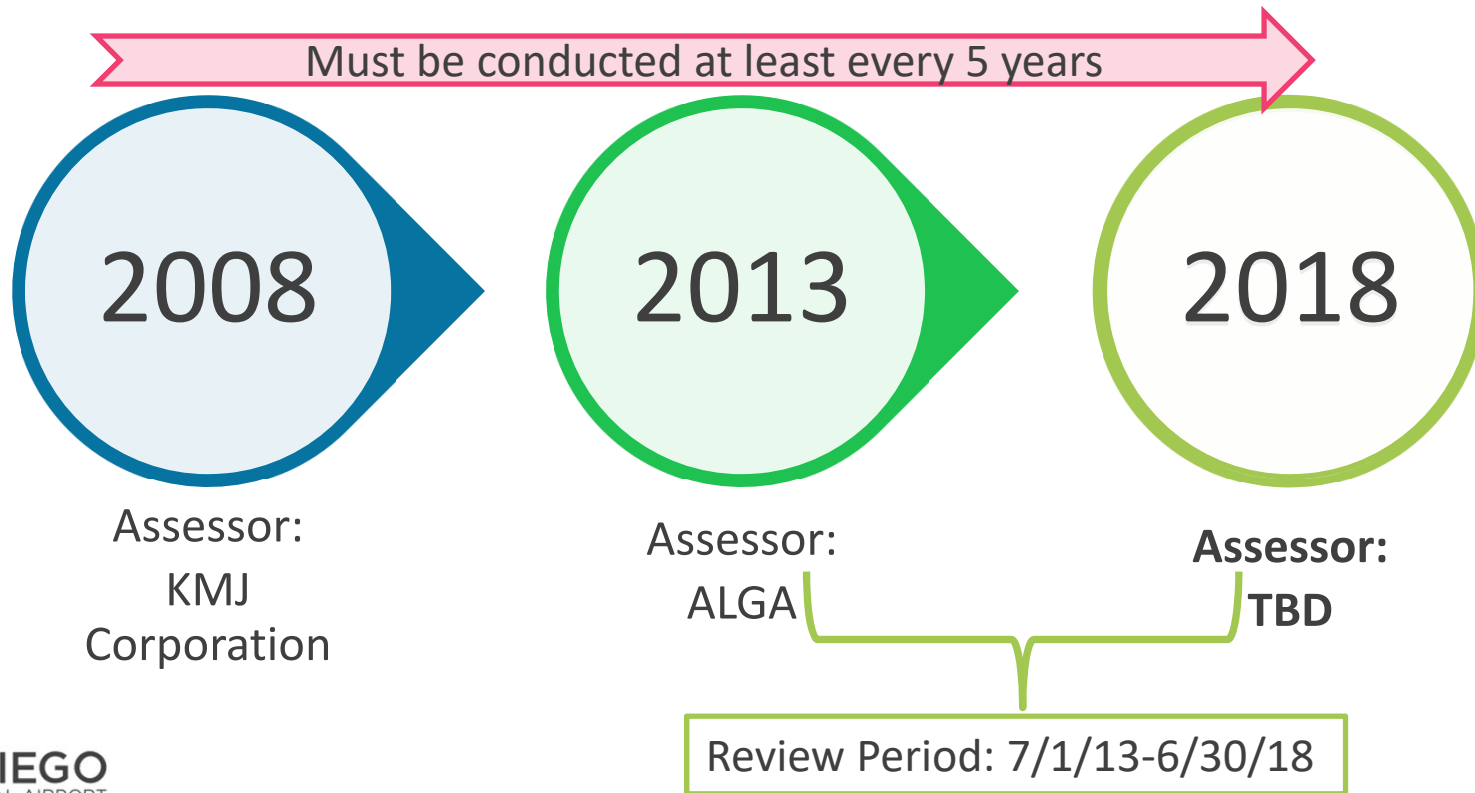 Must be conducted at least every 5 years
2008
2013
2018
Assessor:
KMJ
Corporation
Assessor:
ALGA
Assessor:
TBD
Review Period: 7/1/13-6/30/18
IEGO